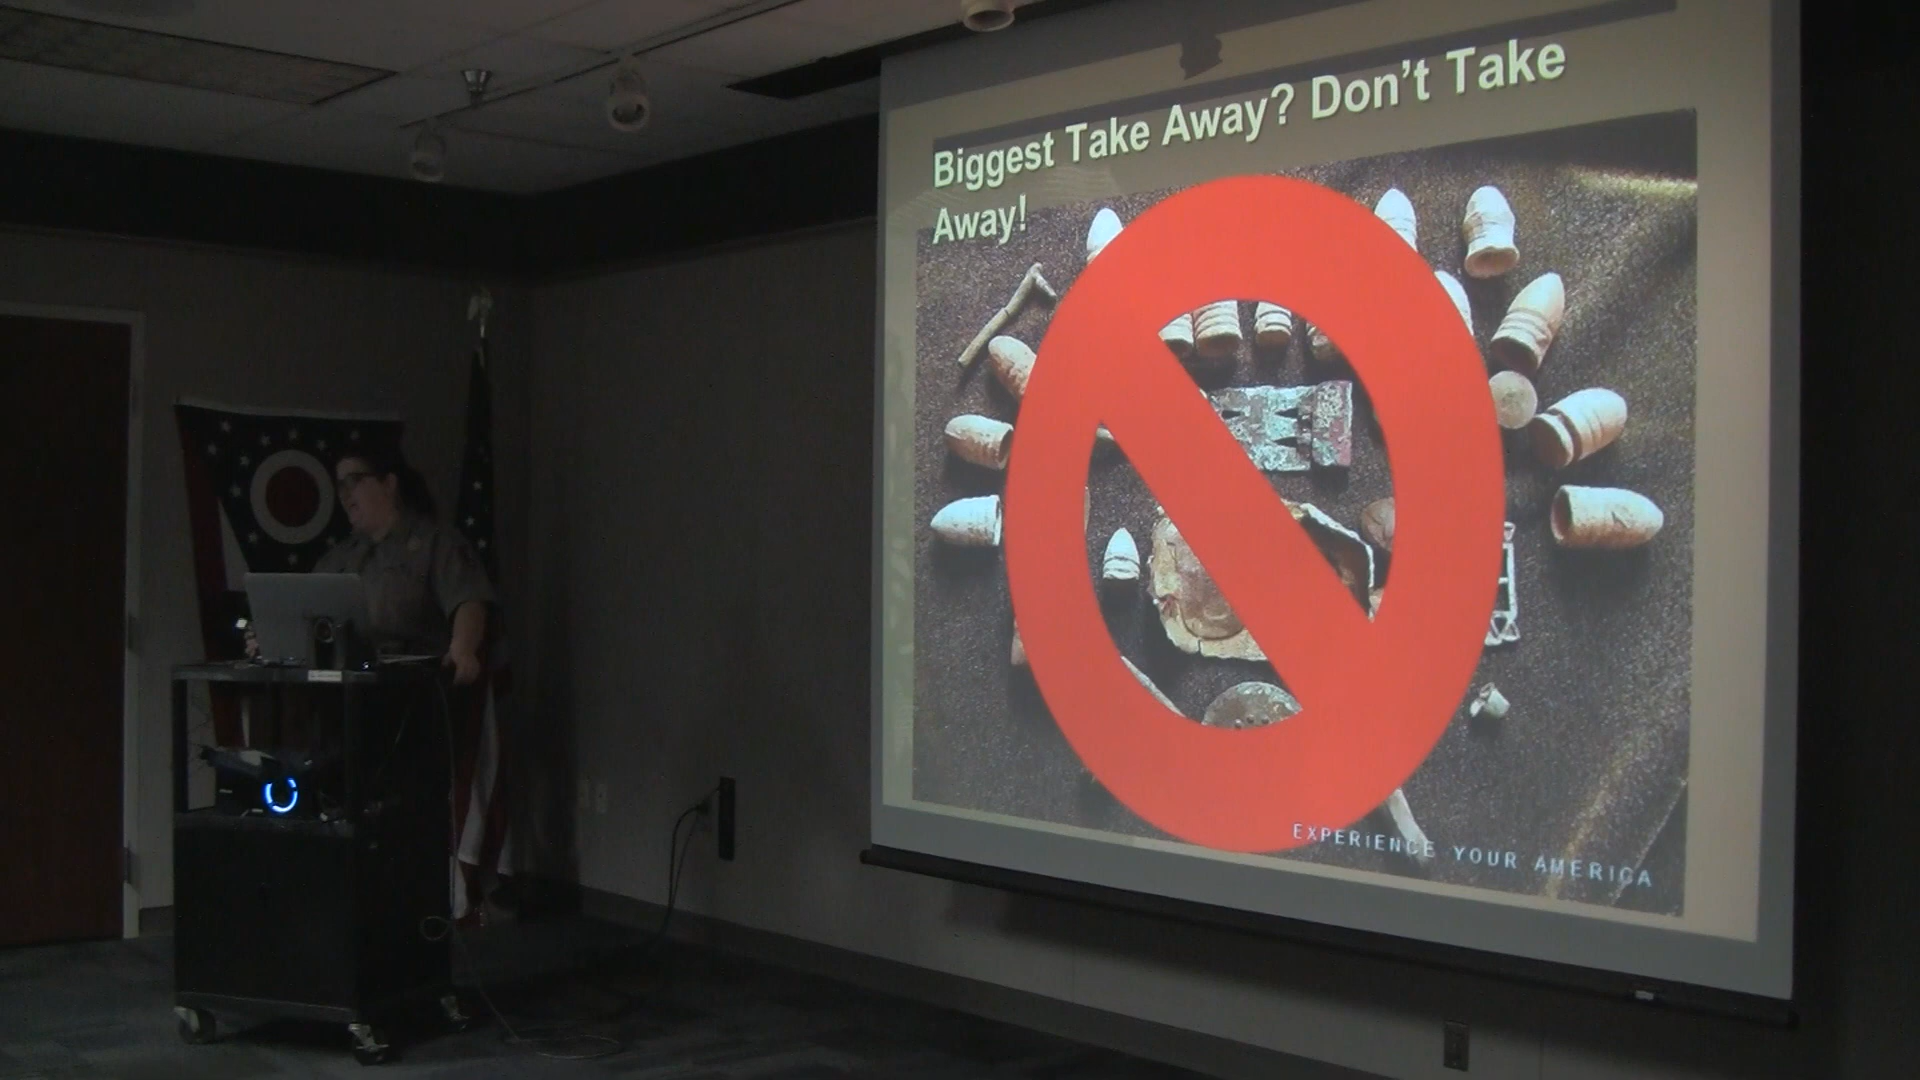 Biggest Take Away? Don't Take
Away!
EXPERIENCE YOUR AMERICA